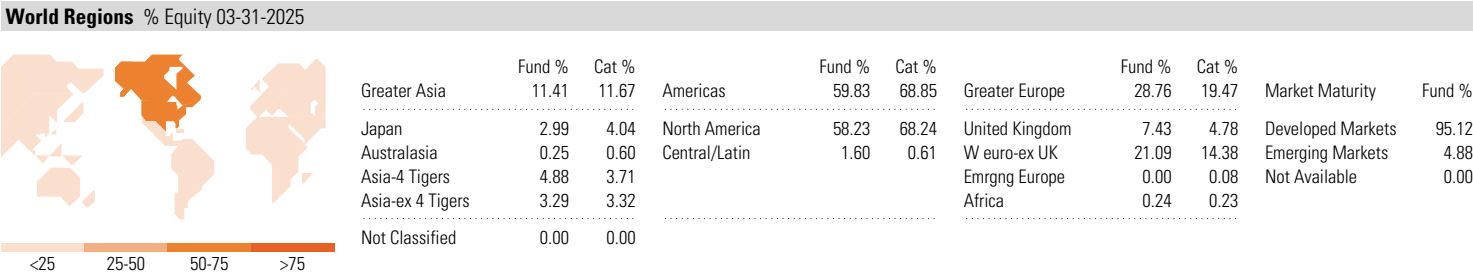 World Regions % Equity 03-31-2025
Fund % Cat % Fund % Cat % Fund % Cat %
Greater Asia 11.41 11.67 Americas 59.83 68.85 Greater Europe 28.76 19.47 Market Maturity Fund %
Japan 2.99 4.04 North America 58.23 68.24 United Kingdom 7.43 4.78 Developed Markets 95.12
Australasia 0.25 0.60 Central/Latin 1.60 0.61 W euro-ex UK 21.09 14.38 Emerging Markets 4.88
Asia-4 Tigers 4.88 3.71 Emrgng Europe 0.00 0.08 Not Available 0.00
Asia-ex 4 Tigers 3.29 3.32 Africa 0.24 0.23
Not Classified 0.00 0.00
<25 25-50 50-75 >75